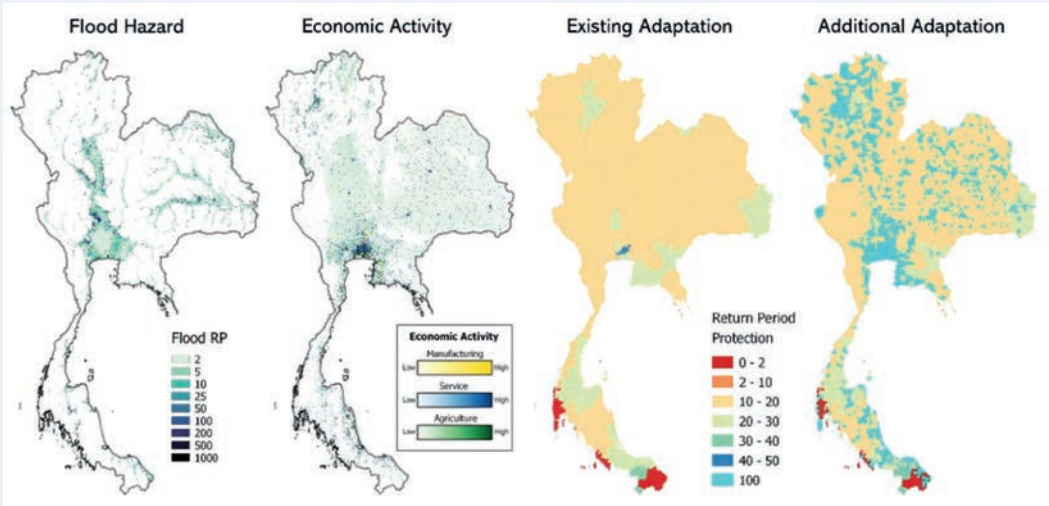 Flood Hazard
Economic Activity
Existing Adaptation
Additional Adaptation
Flood RP
2
5
10
25
50
100
200
500
1000
Economic Activity
Manufacturing
Low High
Service
Low High
Agriculture
Low High
Return Period
Protection
0 - 2
2 - 10
10 - 20
20 - 30
30 - 40
40 - 50
100